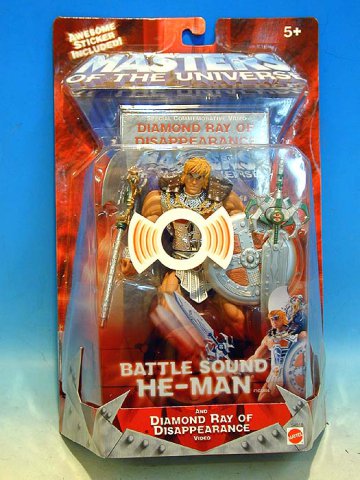 AWESOME
STICKER
INCLUDED!
5+
MASTERS
OF THE UNIVERSE
SPECIAL COMMEMORATIVE VIDEO
DIAMOND RAY OF
DISAPPEARANCE
BATTLE SOUND
HE-MAN
FIGURE
AND
DIAMOND RAY OF
DISAPPEARANCE
VIDEO
MATTEL